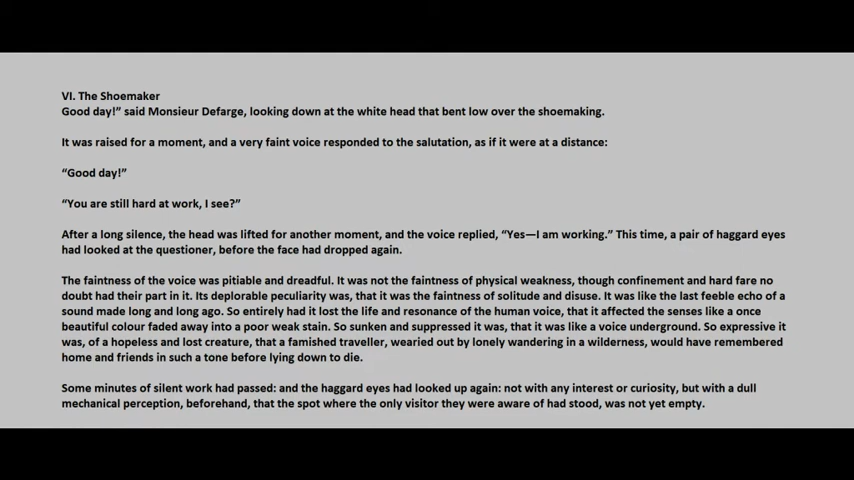 VI. The Shoemaker
Good day!” said Monsieur Defarge, looking down at the white head that bent low over the shoemaking.
It was raised for a moment, and a very faint voice responded to the salutation, as if it were at a distance:
“Good day!”
“You are still hard at work, I see?”
After a long silence, the head was lifted for another moment, and the voice replied, “Yes—I am working.” This time, a pair of haggard eyes
had looked at the questioner, before the face had dropped again.
The faintness of the voice was pitiable and dreadful. It was not the faintness of physical weakness, though confinement and hard fare no
doubt had their part in it. Its deplorable peculiarity was, that it was the faintness of solitude and disuse. It was like the last feeble echo of a
sound made long and long ago. So entirely had it lost the life and resonance of the human voice, that it affected the senses like a once
beautiful colour faded away into a poor weak stain. So sunken and suppressed it was, that it was like a voice underground. So expressive it
was, of a hopeless and lost creature, that a famished traveller, wearied out by lonely wandering in a wilderness, would have remembered
home and friends in such a tone before lying down to die.
Some minutes of silent work had passed: and the haggard eyes had looked up again: not with any interest or curiosity, but with a dull
mechanical perception, beforehand, that the spot where the only visitor they were aware of had stood, was not yet empty.